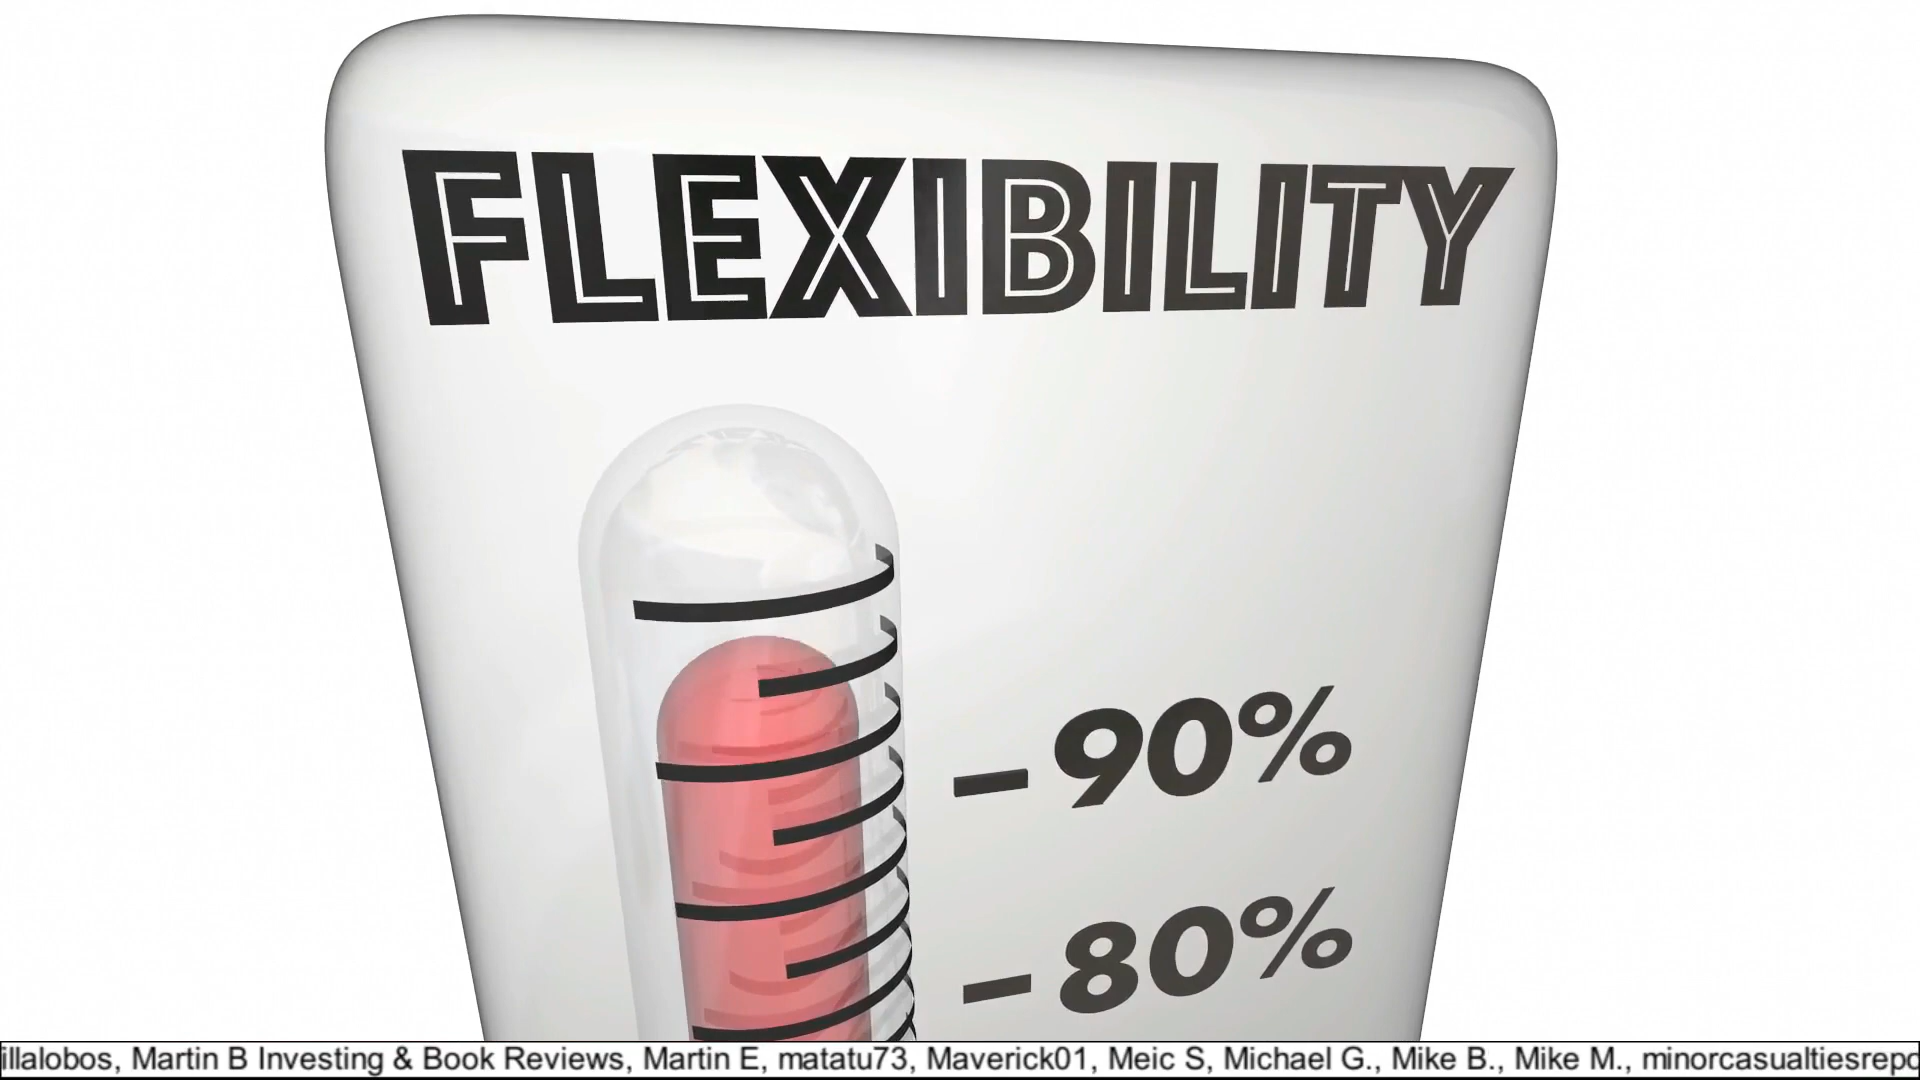 FLEXIBILITY
–90%
–80%
illalobos, Martin B Investing & Book Reviews, Martin E, matatu73, Maverick01, Meic S, Michael G., Mike B., Mike M., minorcasualtiesrepo